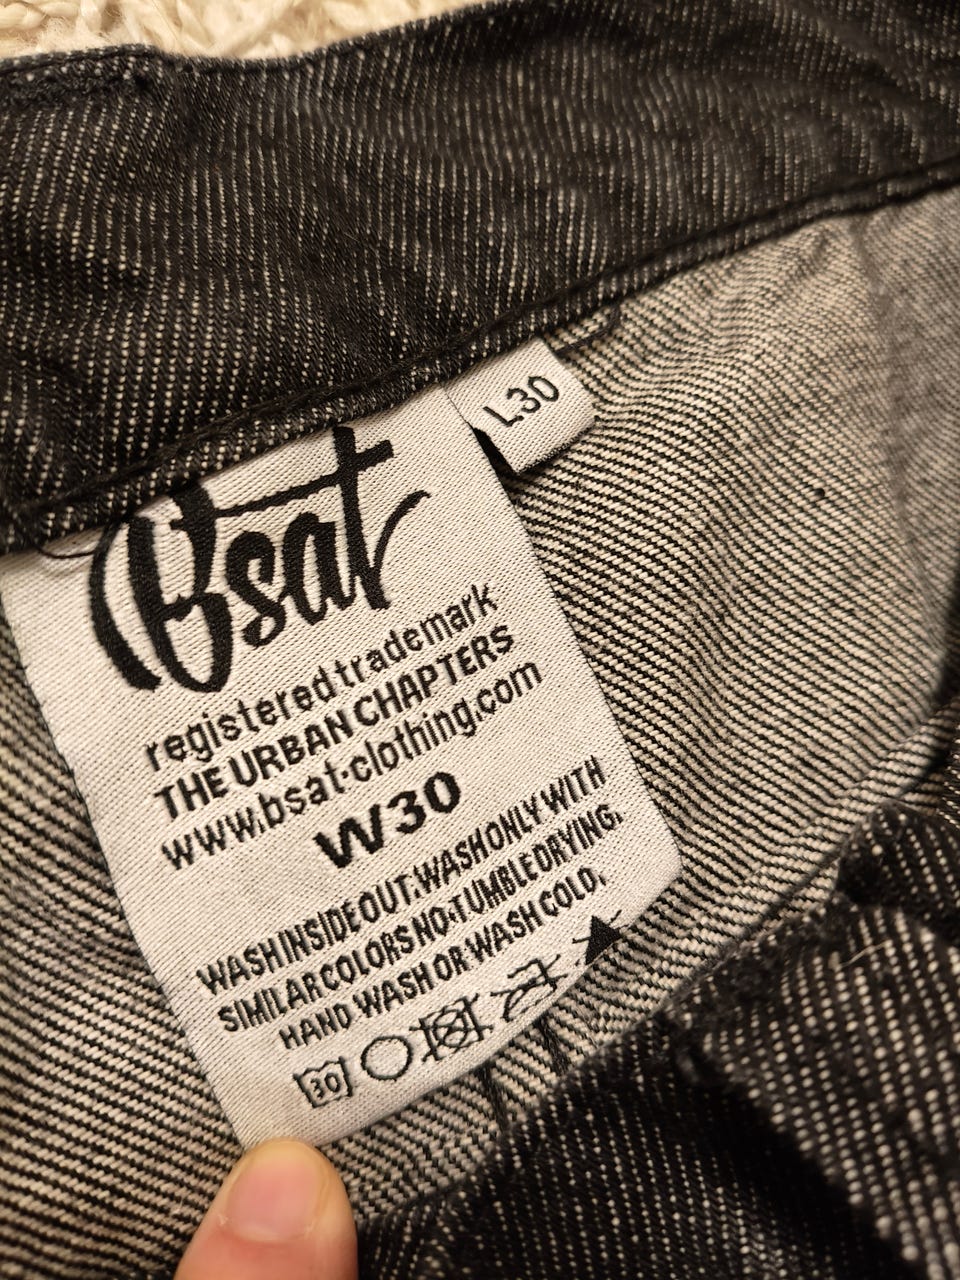 L30
Bsat
registered trademark
THE URBAN CHAPTERS
www.bsat-clothing.com
W30
WASH INSIDE OUT. WASH ONLY WITH
SIMILAR COLORS NO-TUMBLE DRYING.
HAND WASH OR WASH COLD.
30